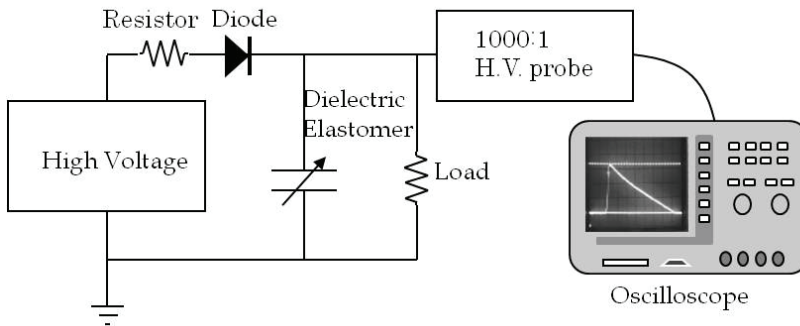 Resistor Diode
1000:1
H.V. probe
Dielectric
Elastomer
High Voltage
Load
Oscilloscope